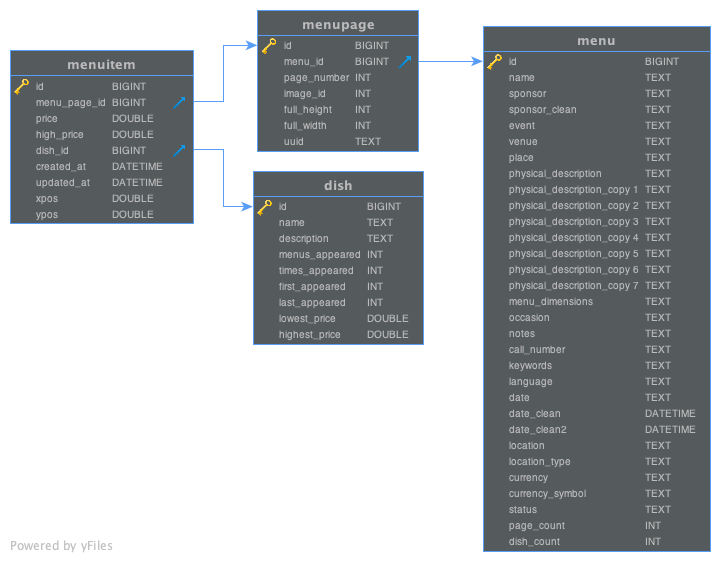 menuitem
id BIGINT
menu_page_id BIGINT
price DOUBLE
high_price DOUBLE
dish_id BIGINT
created_at DATETIME
updated_at DATETIME
xpos DOUBLE
ypos DOUBLE
menupage
id BIGINT
menu_id BIGINT
page_number INT
image_id INT
full_height INT
full_width INT
uuid TEXT
dish
id BIGINT
name TEXT
description TEXT
menus_appeared INT
times_appeared INT
first_appeared INT
last_appeared INT
lowest_price DOUBLE
highest_price DOUBLE
menu
id BIGINT
name TEXT
sponsor TEXT
sponsor_clean TEXT
event TEXT
venue TEXT
place TEXT
physical_description TEXT
physical_description_copy 1 TEXT
physical_description_copy 2 TEXT
physical_description_copy 3 TEXT
physical_description_copy 4 TEXT
physical_description_copy 5 TEXT
physical_description_copy 6 TEXT
physical_description_copy 7 TEXT
menu_dimensions TEXT
occasion TEXT
notes TEXT
call_number TEXT
keywords TEXT
language TEXT
date TEXT
date_clean DATETIME
date_clean2 DATETIME
location TEXT
location_type TEXT
currency TEXT
currency_symbol TEXT
status TEXT
page_count INT
dish_count INT
Powered by yFiles